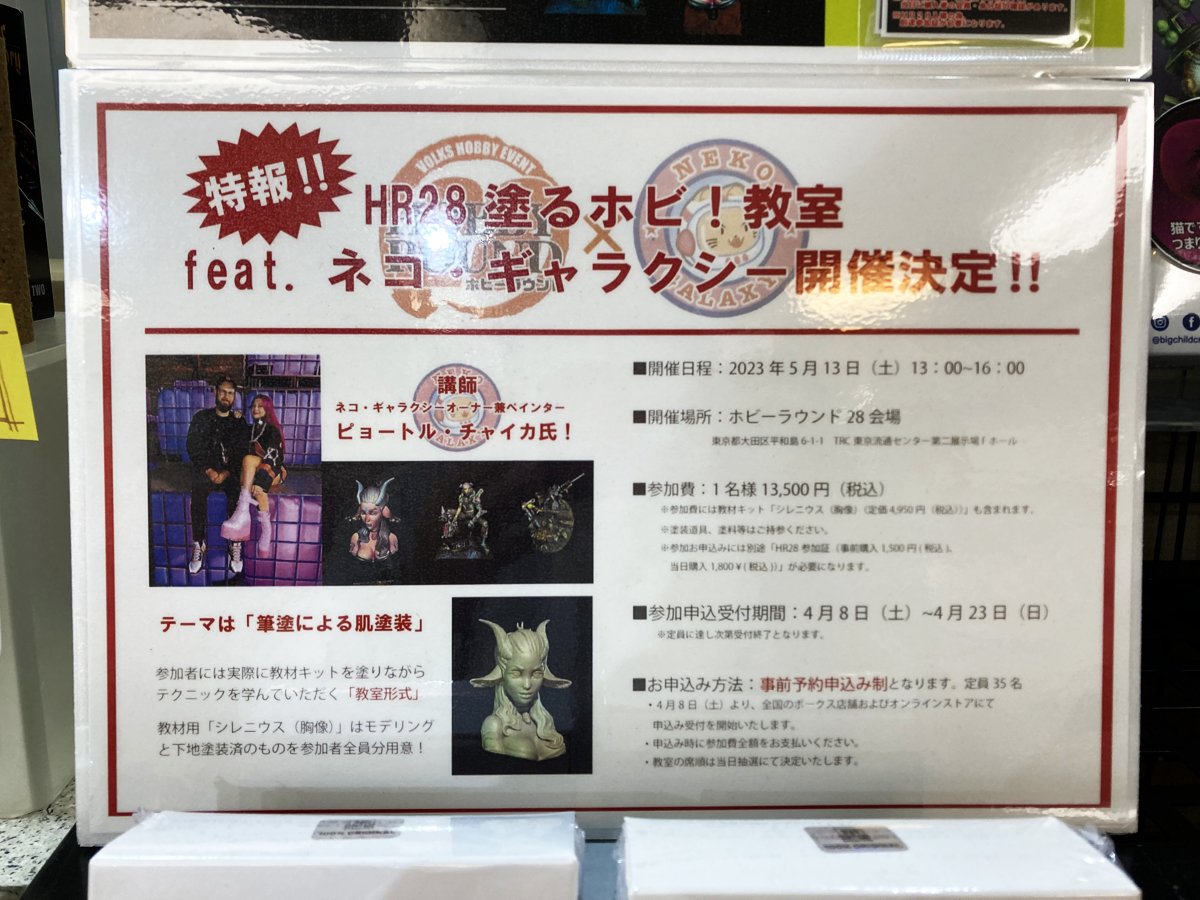 特報!!
VOLKS HOBBY EVENT
NEKO GALAXY
HR28 塗るホビ！教室
×
feat. ネコ・ギャラクシー開催決定!!
ホビーラウンド
講師
ネコ・ギャラクシーオーナー兼ペインター
ピョートル・チャイカ氏！
テーマは「筆塗による肌塗装」
参加者には実際に教材キットを塗りながら
テクニックを学んでいただく「教室形式」
教材用「シレニウス（胸像）」はモデリング
と下地塗装済のものを参加者全員分用意！
■開催日程：2023年5月13日（土）13：00~16：00
■開催場所：ホビーラウンド28会場
東京都大田区平和島6-1-1 TRC東京流通センター第二展示場fホール
■参加費：1名様13,500円（税込）
※参加費には教材キット「シレニウス（胸像）（定価4,950円（税込））」も含まれます。
※塗装道具、塗料等はご持参ください。
※参加お申込みには別途「HR28参加証（事前購入1,500円(税込)、
当日購入1,800¥(税込)）」が必要になります。
■参加申込受付期間：4月8日（土）~4月23日（日）
※定員に達し次第受付終了となります。
■お申込み方法：事前予約申込み制となります。定員35名
・4月8日（土）より、全国のボークス店舗およびオンラインストアにて
申込み受付を開始いたします。
・申込み時に参加費全額をお支払いください。
・教室の席順は当日抽選にて決定いたします。
TWO
猫で
つまり
@bigchildcr